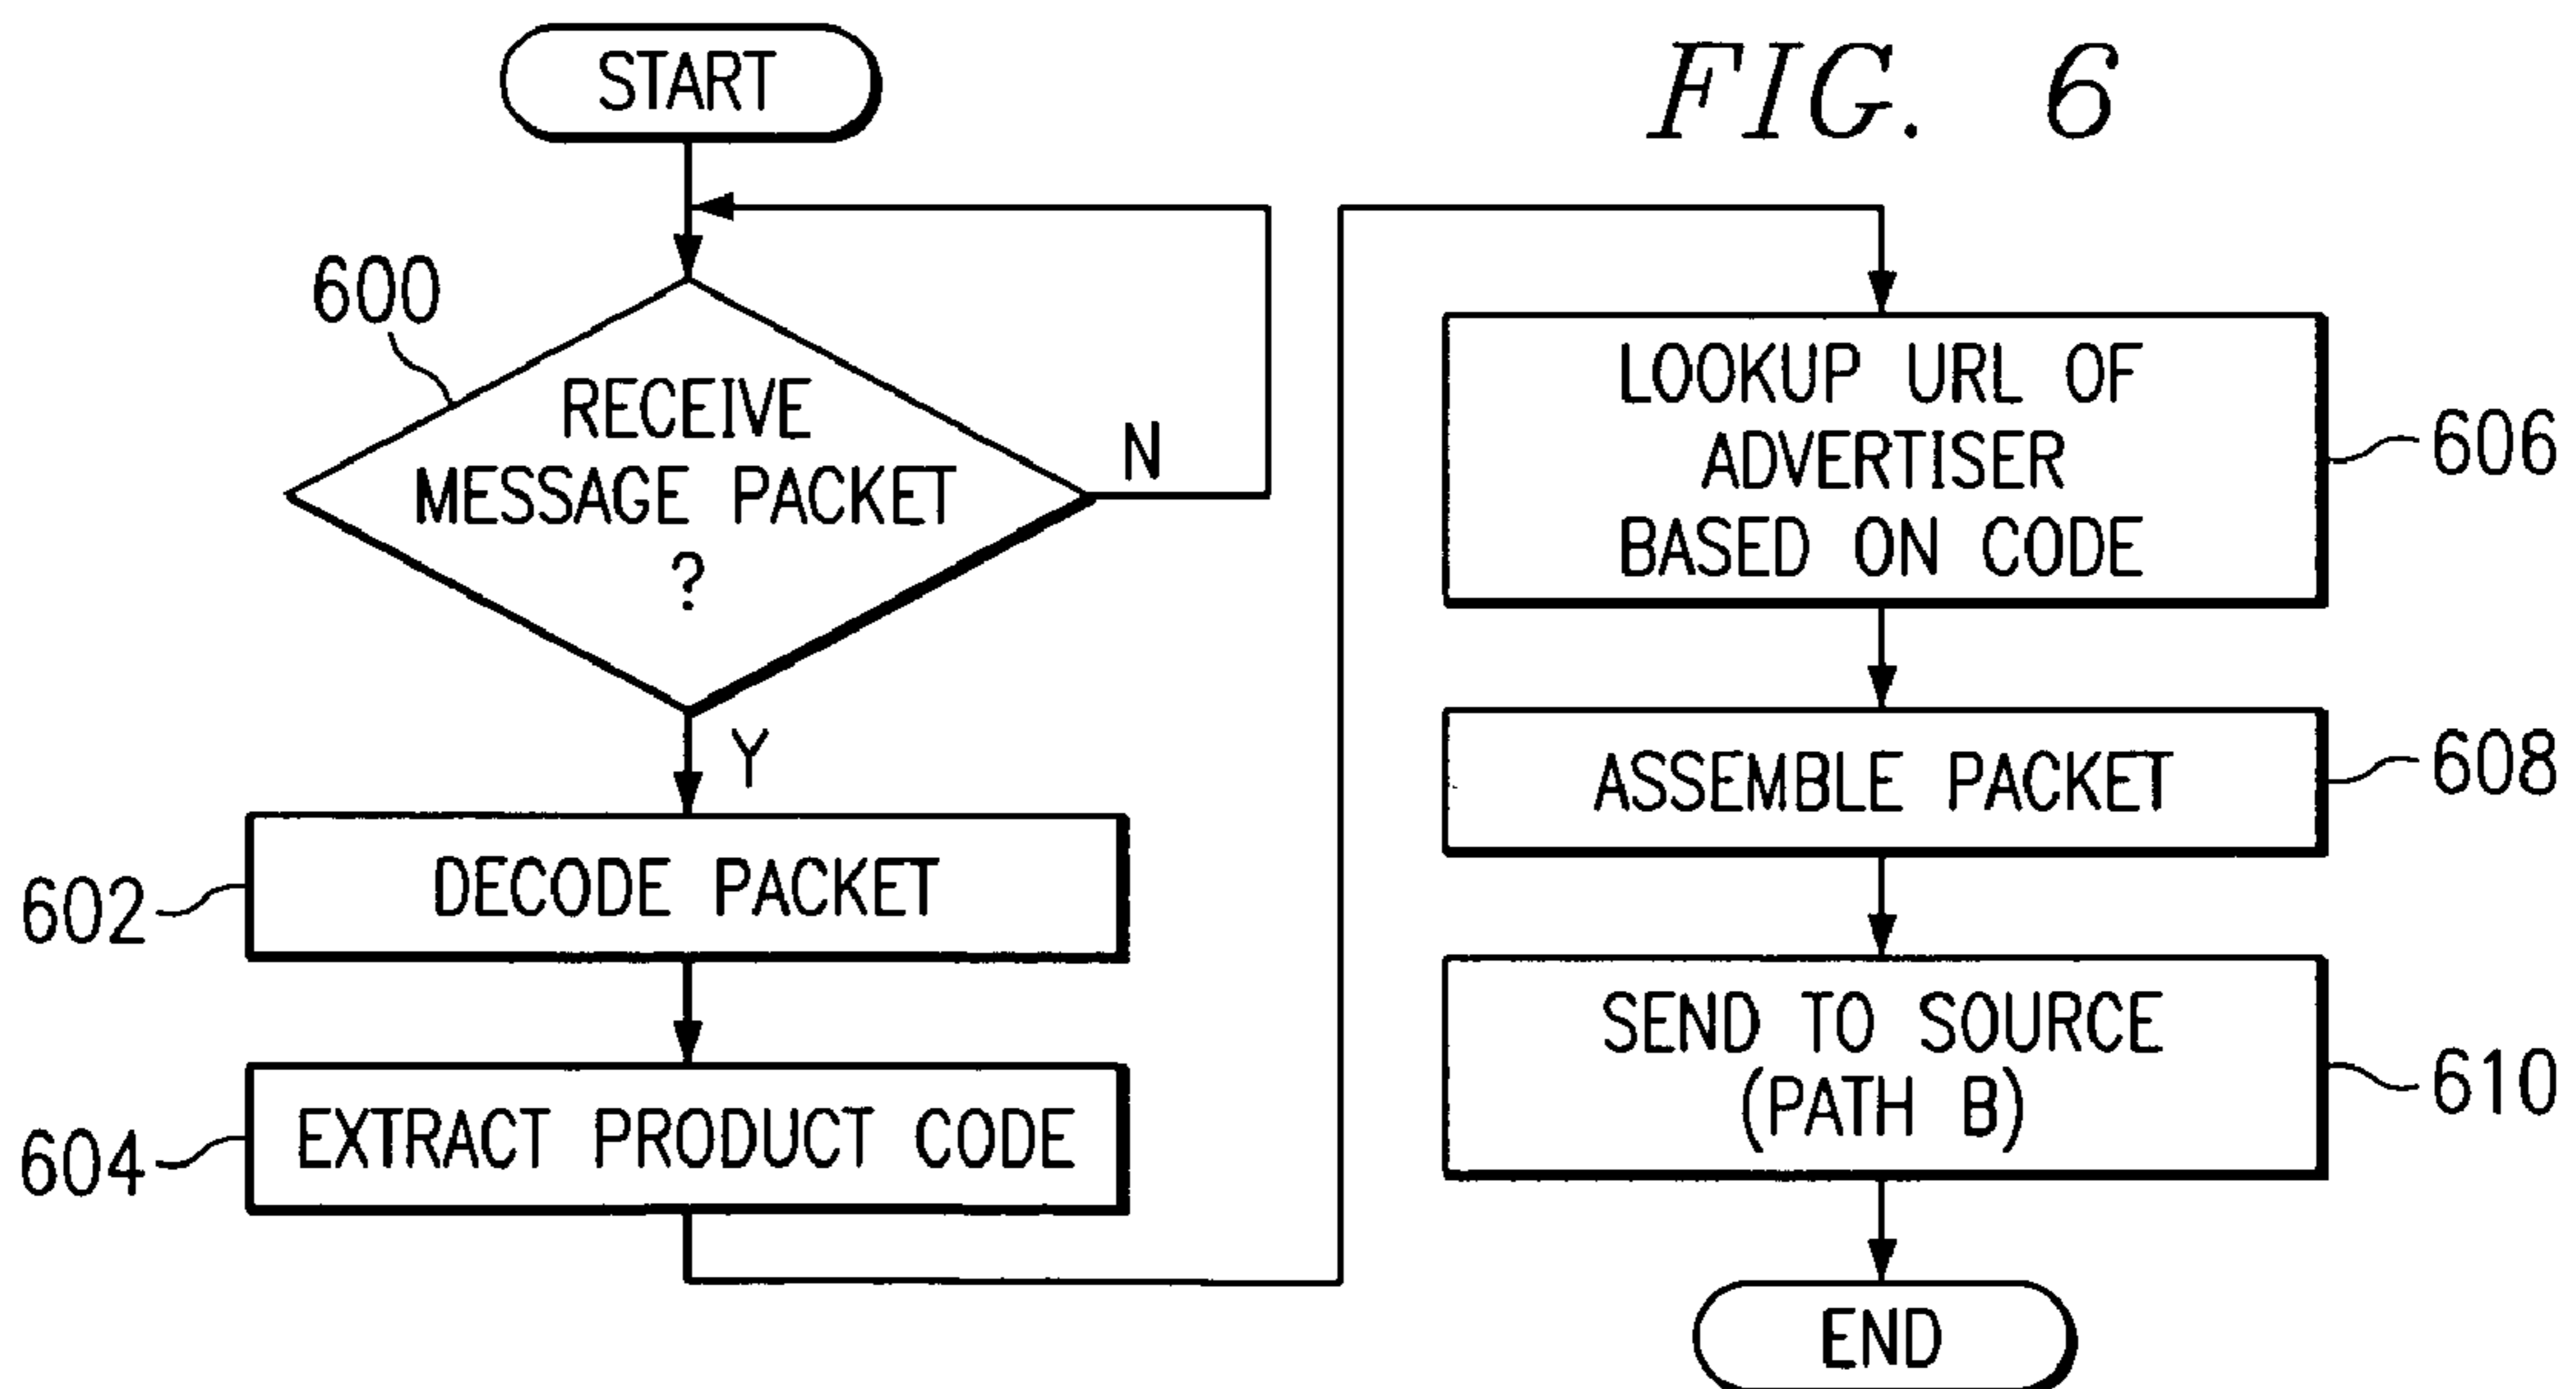 FIG. 6
START
600
RECEIVE
MESSAGE PACKET
?
N
Y
602
DECODE PACKET
604
EXTRACT PRODUCT CODE
LOOKUP URL OF
ADVERTISER
BASED ON CODE
606
ASSEMBLE PACKET
608
SEND TO SOURCE
(PATH B)
610
END